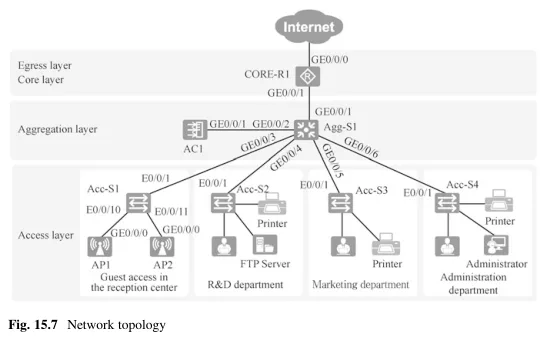 Internet
GE0/0/0
Egress layer
Core layer
CORE-R1
GE0/0/1
GE0/0/1
Aggregation layer
GE0/0/1 GE0/0/2
Agg-S1
AC1
GE0/0/3
GE0/0/4
GE0/0/5
GE0/0/6
Acc-S1
E0/0/1
E0/0/1
Acc-S2
E0/0/1
Acc-S3
E0/0/1
Acc-S4
E0/0/10
E0/0/11
GE0/0/0
GE0/0/0
Printer
Printer
Access layer
AP1
AP2
FTP Server
Printer
Administrator
Guest access in
the reception center
R&D department
Marketing department
Administration
department
Fig. 15.7 Network topology